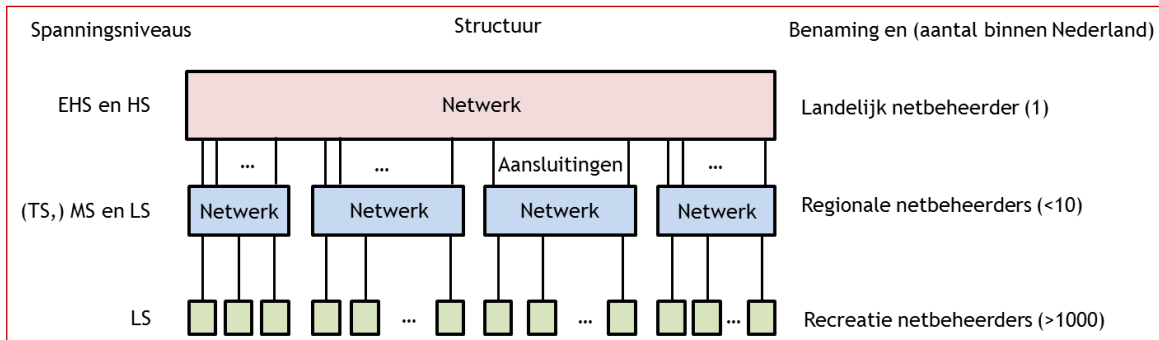 Spanningsniveaus Structuur Benaming en (aantal binnen Nederland)
EHS en HS Netwerk Landelijk netbeheerder (1)
... ... Aansluitingen ...
(TS,) MS en LS Netwerk Netwerk Netwerk Netwerk Regionale netbeheerders (<10)
LS ... ... ... Recreatie netbeheerders (>1000)